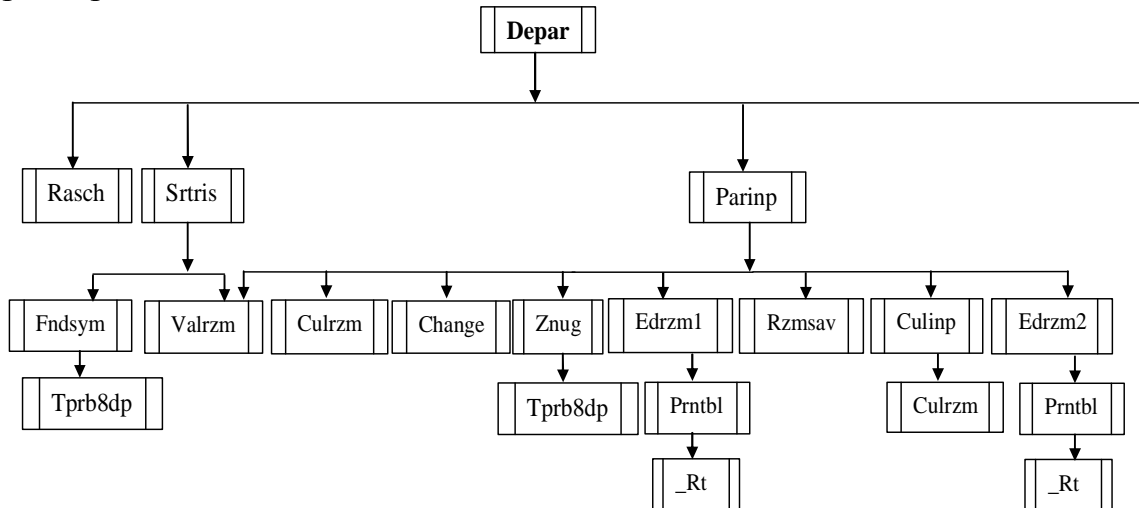 Depar
Rasch
Srtris
Parinp
Fndsym
Valrzm
Culrzm
Change
Znug
Edrzm1
Rzmsav
Culinp
Edrzm2
Tprb8dp
Tprb8dp
Prntbl
Culrzm
Prntbl
_Rt
_Rt